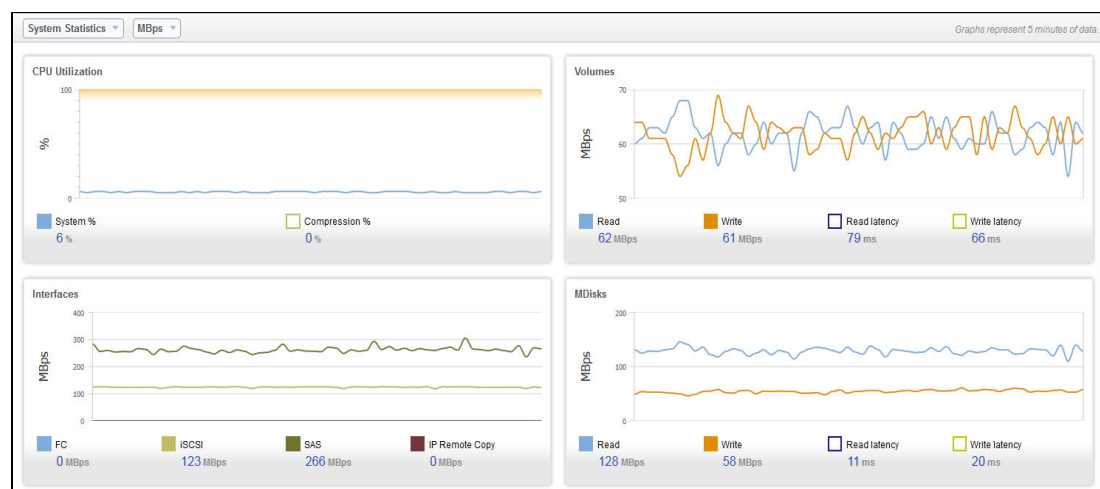 System Statistics MBps Graphs represent 5 minutes of data.
CPU Utilization
100
%
0
System % Compression %
6 % 0 %
Volumes
70
MBps
60
50
Read Write Read latency Write latency
62 MBps 61 MBps 79 ms 66 ms
Interfaces
400
300
MBps
200
100
0
FC iSCSI SAS IP Remote Copy
0 MBps 123 MBps 266 MBps 0 MBps
MDisks
200
MBps
100
0
Read Write Read latency Write latency
128 MBps 58 MBps 11 ms 20 ms